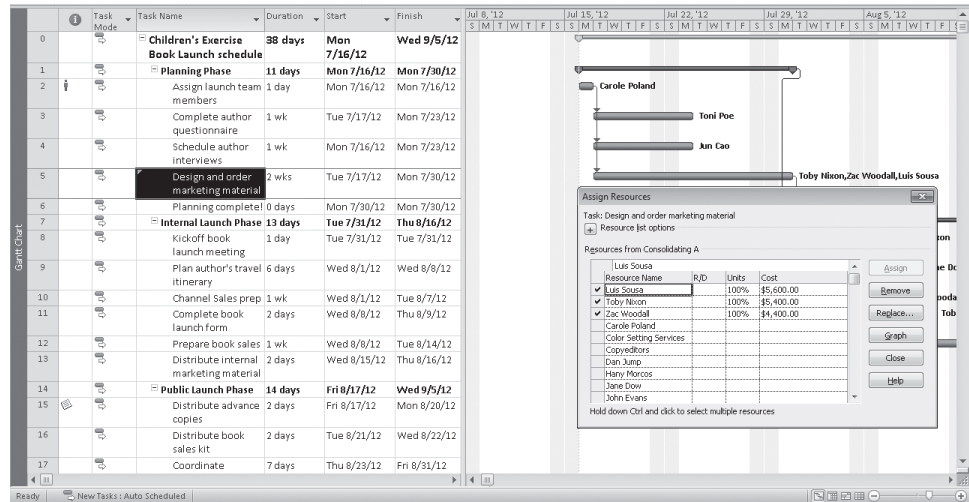 Task Mode
Task Name
Duration
Start
Finish
Jul 8, '12
Jul 15, '12
Jul 22, '12
Jul 29, '12
Aug 5, '12
S M T W T F S S M T W T F S S M T W T F S S M T W T F S S M T W T F S
0 Children's Exercise Book Launch schedule 38 days Mon 7/16/12 Wed 9/5/12
1 Planning Phase 11 days Mon 7/16/12 Mon 7/30/12
2 Assign launch team members 1 day Mon 7/16/12 Mon 7/16/12 Carole Poland
3 Complete author questionnaire 1 wk Tue 7/17/12 Mon 7/23/12 Toni Poe
4 Schedule author interviews 1 wk Mon 7/16/12 Mon 7/23/12 Jun Cao
5 Design and order marketing material 2 wks Tue 7/17/12 Mon 7/30/12 Toby Nixon,Zac Woodall,Luis Sousa
6 Planning complete! 0 days Mon 7/30/12 Mon 7/30/12
7 Internal Launch Phase 13 days Tue 7/31/12 Thu 8/16/12
8 Kickoff book launch meeting 1 day Tue 7/31/12 Tue 7/31/12
9 Plan author's travel itinerary 6 days Wed 8/1/12 Wed 8/8/12
10 Channel Sales prep 1 wk Wed 8/1/12 Tue 8/7/12
11 Complete book launch form 2 days Wed 8/8/12 Thu 8/9/12
12 Prepare book sales 1 wk Wed 8/8/12 Tue 8/14/12
13 Distribute internal marketing material 2 days Wed 8/15/12 Thu 8/16/12
14 Public Launch Phase 14 days Fri 8/17/12 Wed 9/5/12
15 Distribute advance copies 2 days Fri 8/17/12 Mon 8/20/12
16 Distribute book sales kit 2 days Tue 8/21/12 Wed 8/22/12
17 Coordinate 7 days Thu 8/23/12 Fri 8/31/12
Gantt Chart
Assign Resources
Task: Design and order marketing material
+ Resource list options
Resources from Consolidating A
Luis Sousa
Resource Name R/D Units Cost
Luis Sousa 100% $5,600.00
Toby Nixon 100% $5,400.00
Zac Woodall 100% $4,400.00
Carole Poland
Color Setting Services
Copyeditors
Dan Jump
Hany Morcos
Jane Dow
John Evans
Assign
Remove
Replace...
Graph
Close
Help
Hold down Ctrl and click to select multiple resources
Tob
Ready New Tasks : Auto Scheduled